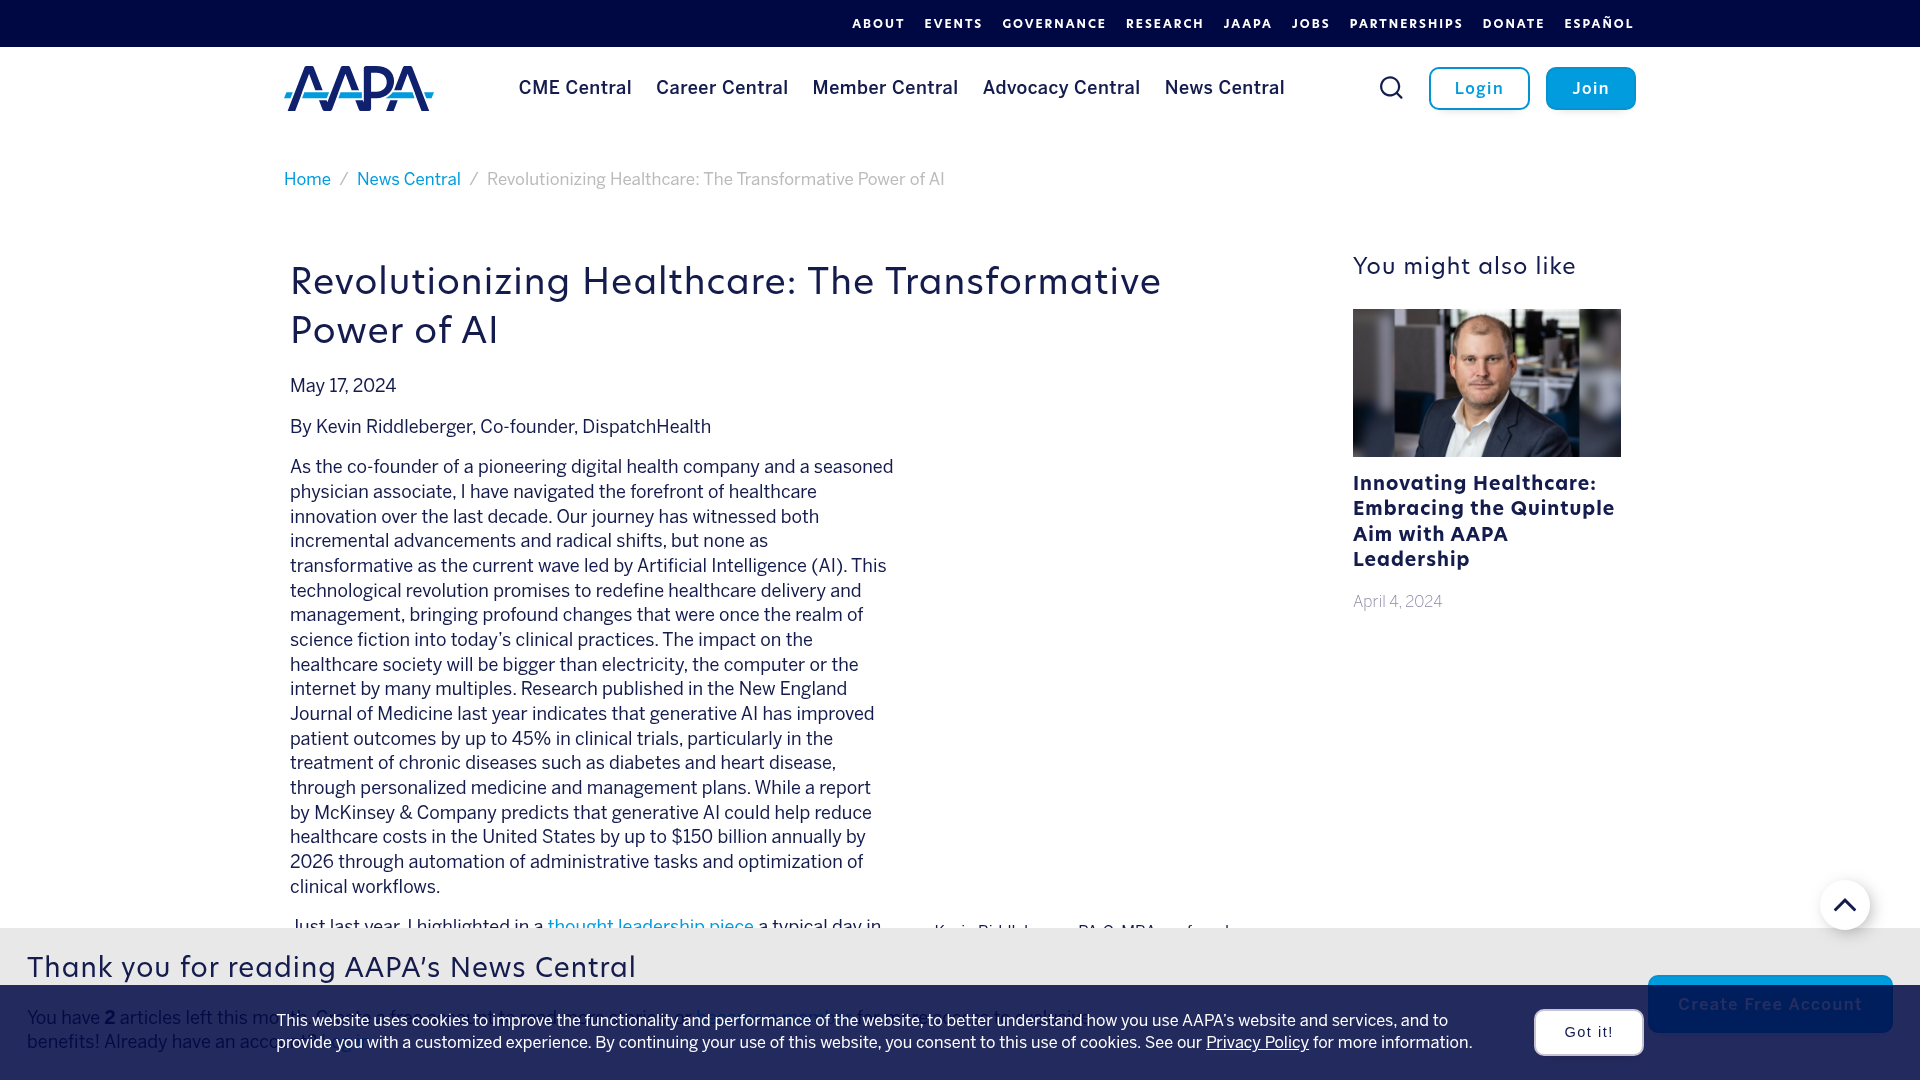 ABOUT EVENTS GOVERNANCE RESEARCH JAAPA JOBS PARTNERSHIPS DONATE ESPAÑOL
AAPA CME Central Career Central Member Central Advocacy Central News Central Login Join
Home / News Central / Revolutionizing Healthcare: The Transformative Power of AI
Revolutionizing Healthcare: The Transformative
Power of AI
May 17, 2024
By Kevin Riddleberger, Co-founder, DispatchHealth
As the co-founder of a pioneering digital health company and a seasoned
physician associate, I have navigated the forefront of healthcare
innovation over the last decade. Our journey has witnessed both
incremental advancements and radical shifts, but none as
transformative as the current wave led by Artificial Intelligence (AI). This
technological revolution promises to redefine healthcare delivery and
management, bringing profound changes that were once the realm of
science fiction into today’s clinical practices. The impact on the
healthcare society will be bigger than electricity, the computer or the
internet by many multiples. Research published in the New England
Journal of Medicine last year indicates that generative AI has improved
patient outcomes by up to 45% in clinical trials, particularly in the
treatment of chronic diseases such as diabetes and heart disease,
through personalized medicine and management plans. While a report
by McKinsey & Company predicts that generative AI could help reduce
healthcare costs in the United States by up to $150 billion annually by
2026 through automation of administrative tasks and optimization of
clinical workflows.
Just last year, I highlighted in a thought leadership piece a typical day in
You might also like
Innovating Healthcare:
Embracing the Quintuple
Aim with AAPA
Leadership
April 4, 2024
Thank you for reading AAPA’s News Central
You have 2 articles left this
benefits! Already have an
Create Free Account
This website uses cookies to improve the functionality and performance of the website, to better understand how you use AAPA’s website and services, and to
provide you with a customized experience. By continuing your use of this website, you consent to this use of cookies. See our Privacy Policy for more information.
Got it!